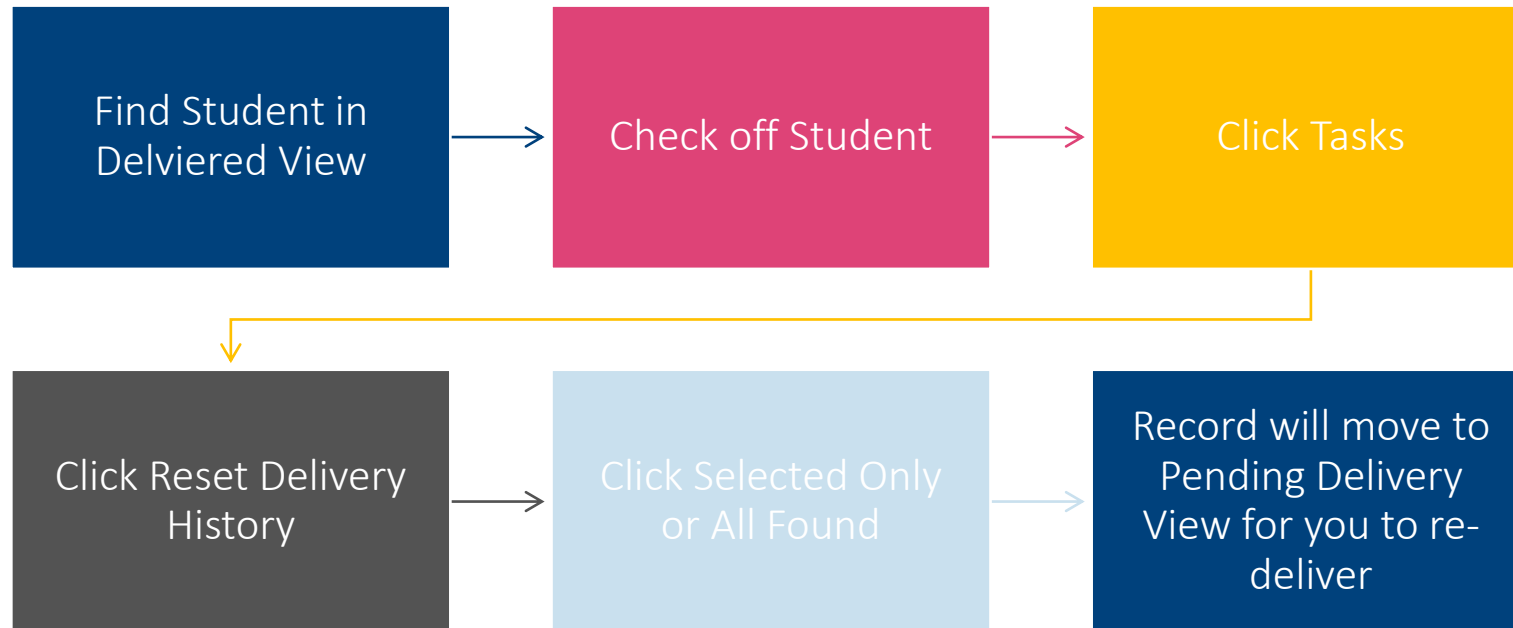 Find Student in
Delviered View
Check off Student
Click Tasks
Click Reset Delivery
History
Click Selected Only
or All Found
Record will move to
Pending Delivery
View for you to re-
deliver